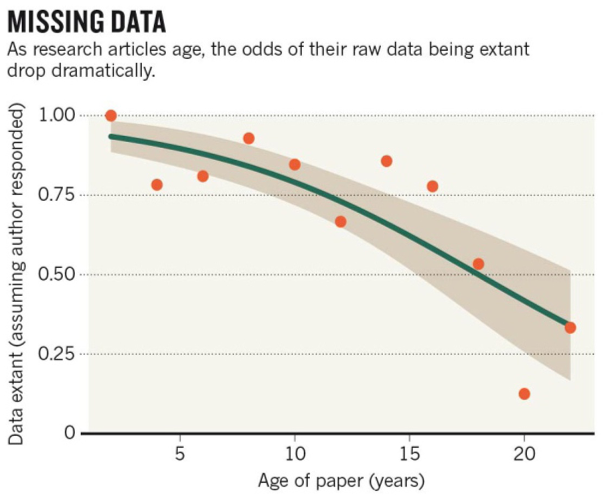 MISSING DATA
As research articles age, the odds of their raw data being extant
drop dramatically.
Data extant (assuming author responded)
1.00
0.75
0.50
0.25
0
5
10
15
20
Age of paper (years)